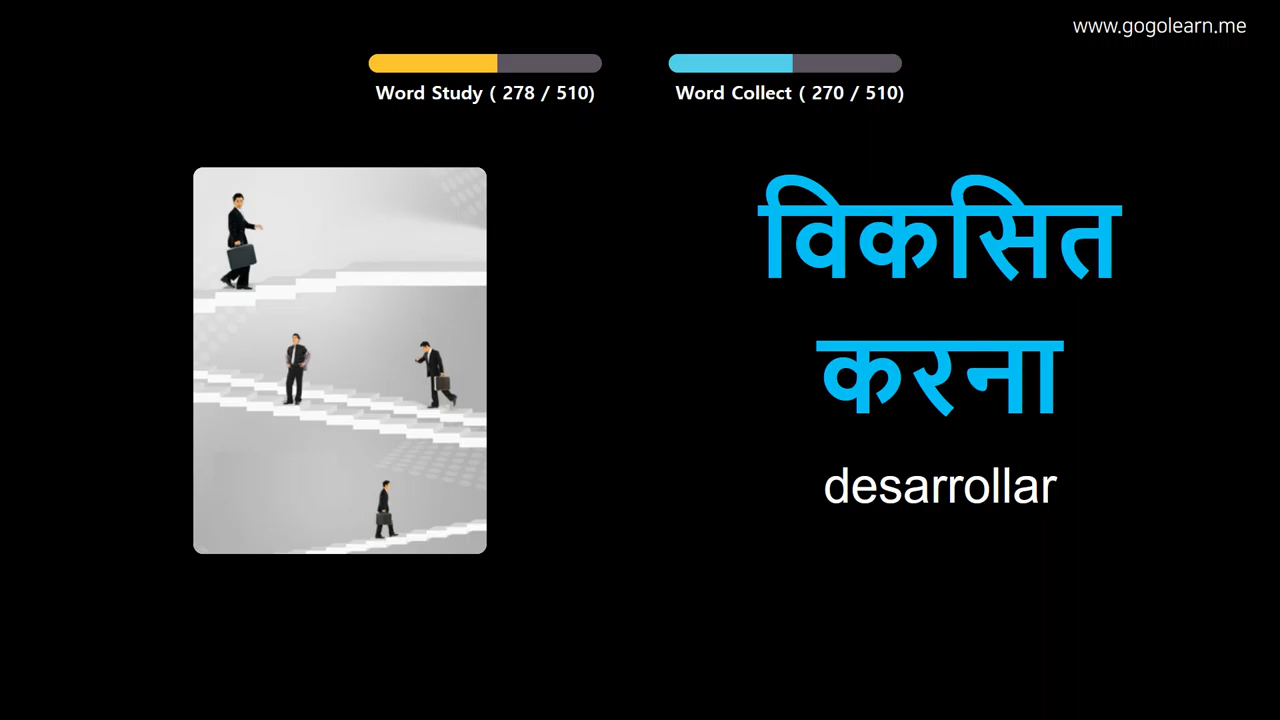 www.gogolearn.me
Word Study ( 278 / 510)
Word Collect ( 270 / 510)
विकसित
करना
desarrollar